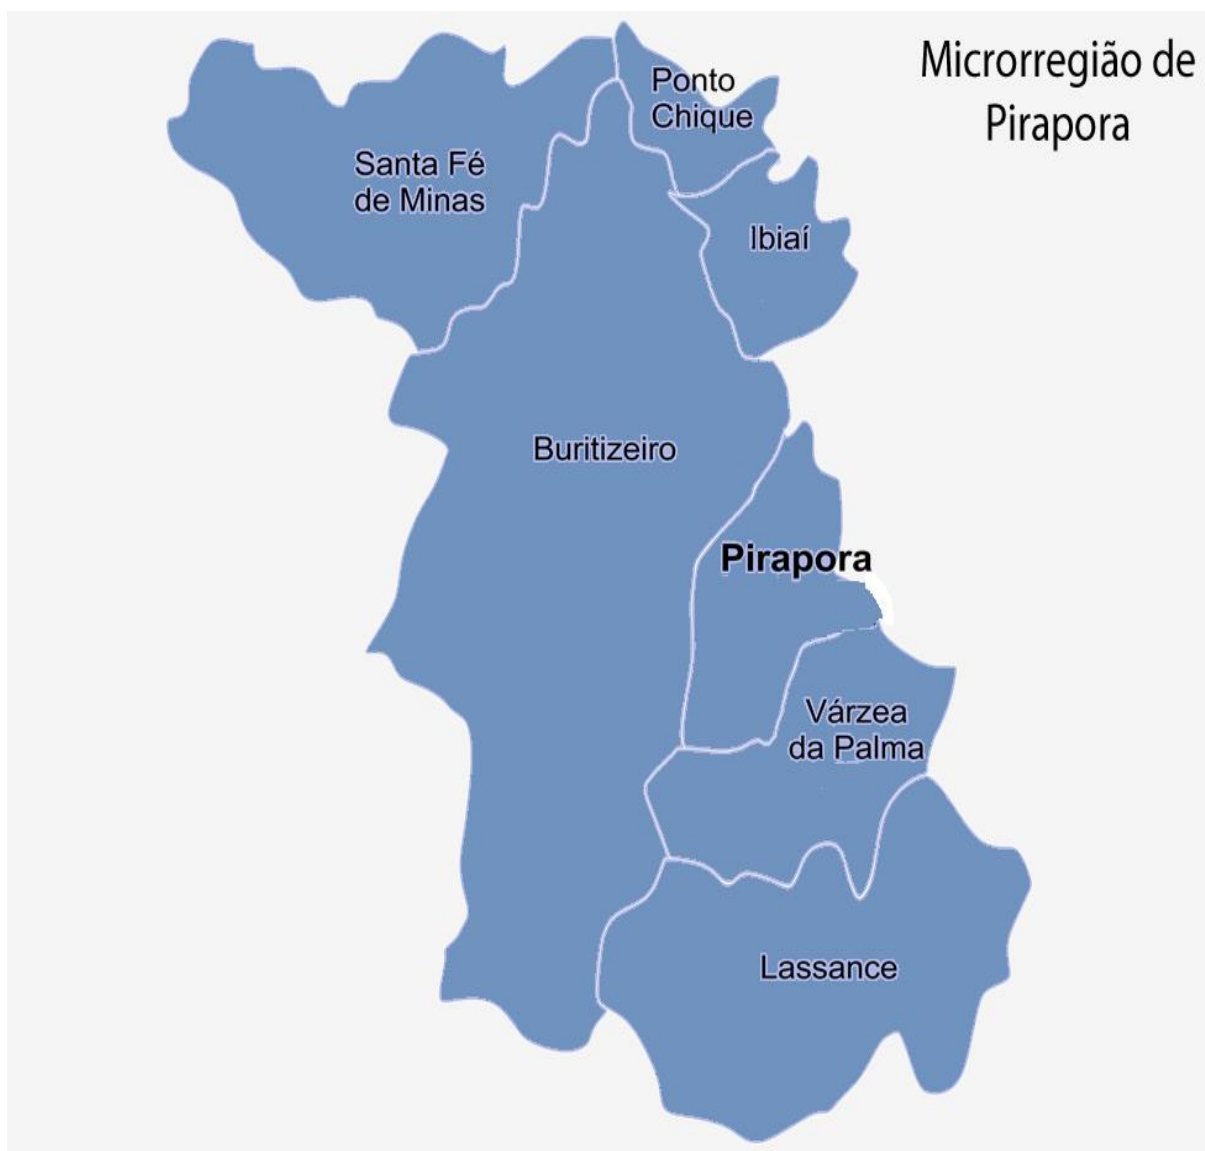 Microrregião de
Pirapora
Ponto
Chique
Santa Fé
de Minas
Ibiaí
Buritizeiro
Pirapora
Várzea
da Palma
Lassance